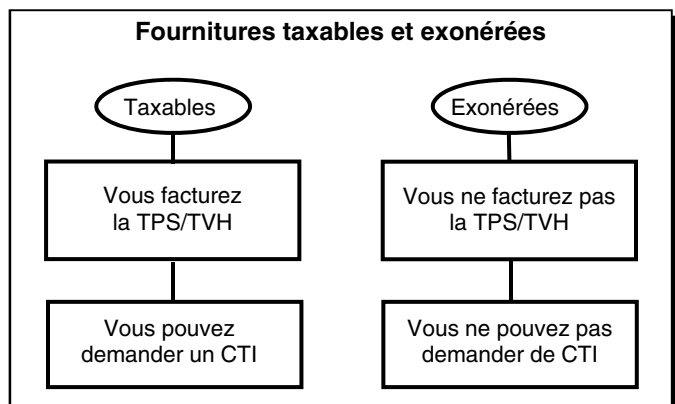 Fournitures taxables et exonérées
Taxables
Vous facturez
la TPS/TVH
Vous pouvez
demander un CTI
Exonérées
Vous ne facturez pas
la TPS/TVH
Vous ne pouvez pas
demander de CTI